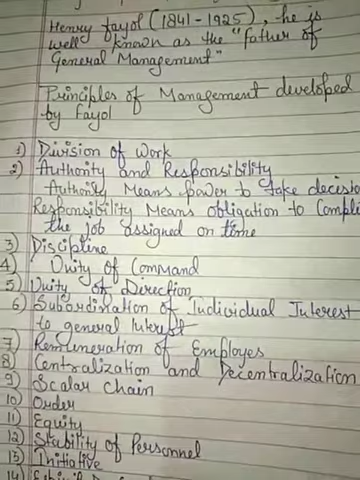 Henry Fayol (1841-1925), he is
well known as the "father of
General Management"
Principles of Management developed
by Fayol
1) Division of Work
2) Authority and Responsibility
Authority Means power to take decisio
Responsibility Means obligation to Comple
the job assigned on time
3) Discipline
4) Unity of Command
5) Unity of Direction
6) Subordination of Individual Interest
to general Interest
7) Remuneration of Employes
8) Centralization and Decentralization
9) Scalar Chain
10) Order
11) Equity
12) Stability of Personnel
13) Initiative
14)